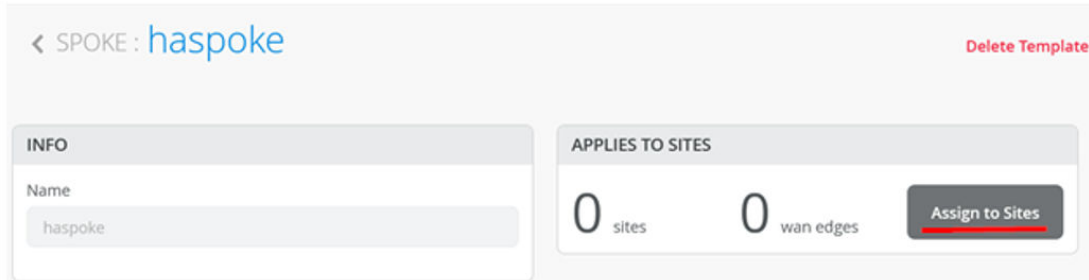 < SPOKE : haspoke
Delete Template
INFO
Name
haspoke
APPLIES TO SITES
0 sites
0 wan edges
Assign to Sites